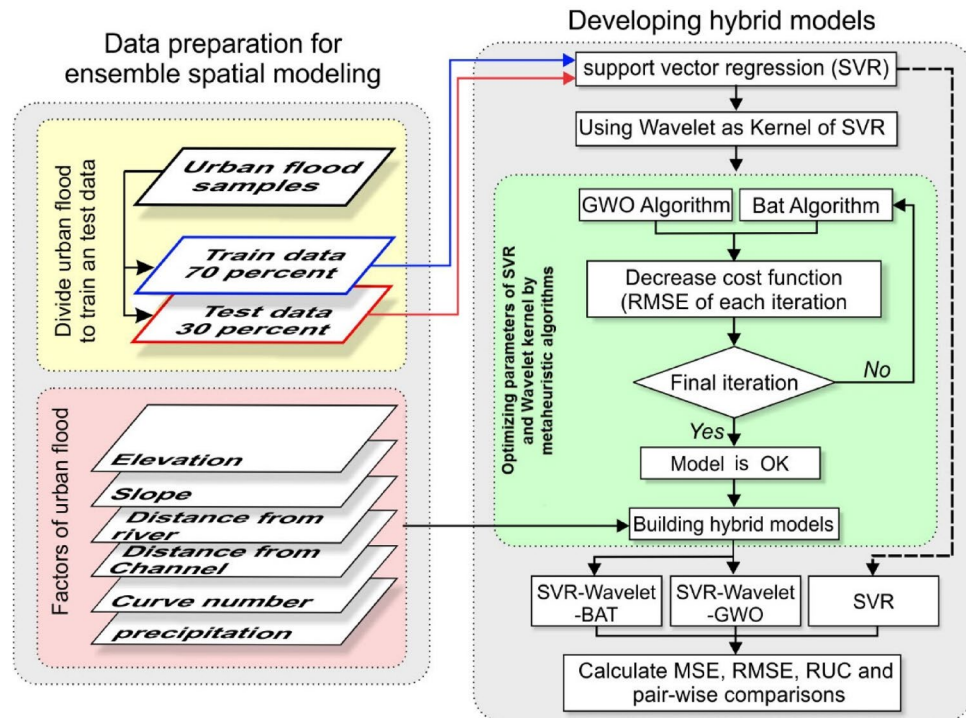 Data preparation for
ensemble spatial modeling
Divide urban flood
to train an test data
Urban flood
samples
Train data
70 percent
Test data
30 percent
Factors of urban flood
Elevation
Slope
Distance from
river
Distance from
Channel
Curve number
precipitation
Developing hybrid models
support vector regression (SVR)
Using Wavelet as Kernel of SVR
Optimizing parameters of SVR
and Wavelet kernel by
metaheuristic algorithms
GWO Algorithm
Bat Algorithm
Decrease cost function
(RMSE of each iteration
Final iteration
No
Yes
Model is OK
Building hybrid models
SVR-Wavelet
-BAT
SVR-Wavelet
-GWO
SVR
Calculate MSE, RMSE, RUC and
pair-wise comparisons